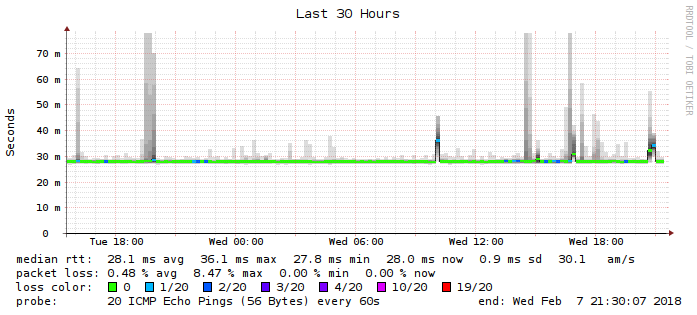 Last 30 Hours
RRDTOOL / TOBI OETIKER
Seconds
70 m
60 m
50 m
40 m
30 m
20 m
10 m
0
Tue 18:00 Wed 00:00 Wed 06:00 Wed 12:00 Wed 18:00
median rtt: 28.1 ms avg 36.1 ms max 27.8 ms min 28.0 ms now 0.9 ms sd 30.1 am/s
packet loss: 0.48 % avg 8.47 % max 0.00 % min 0.00 % now
loss color: 0 1/20 2/20 3/20 4/20 10/20 19/20
probe: 20 ICMP Echo Pings (56 Bytes) every 60s end: Wed Feb 7 21:30:07 2018